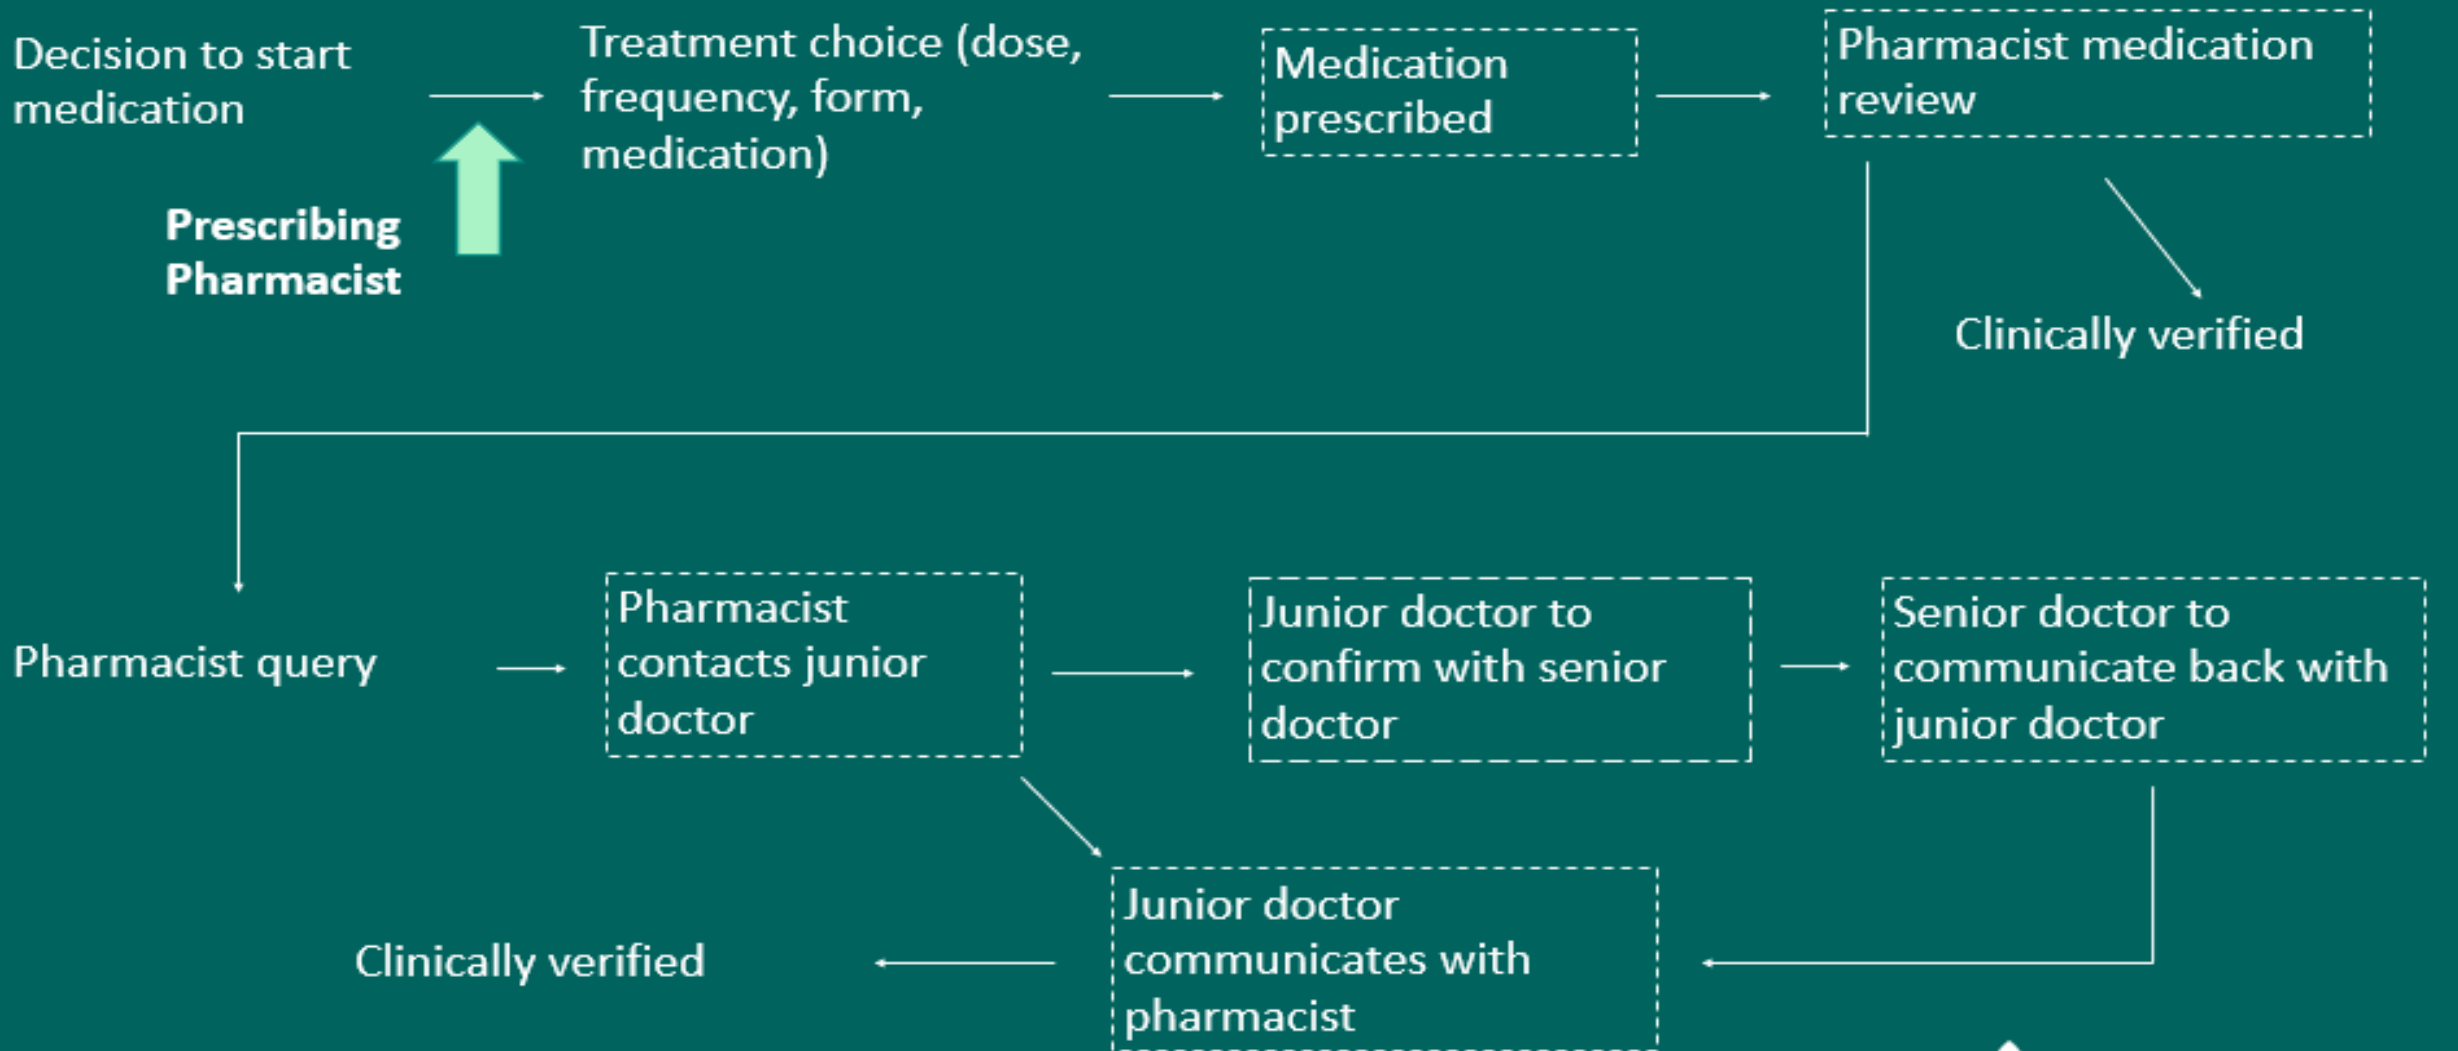 Decision to start
medication
Treatment choice (dose,
frequency, form,
medication)
Medication
prescribed
Pharmacist medication
review
Prescribing
Pharmacist
Clinically verified
Pharmacist query
Pharmacist
contacts junior
doctor
Junior doctor to
confirm with senior
doctor
Senior doctor to
communicate back with
junior doctor
Junior doctor
communicates with
pharmacist
Clinically verified